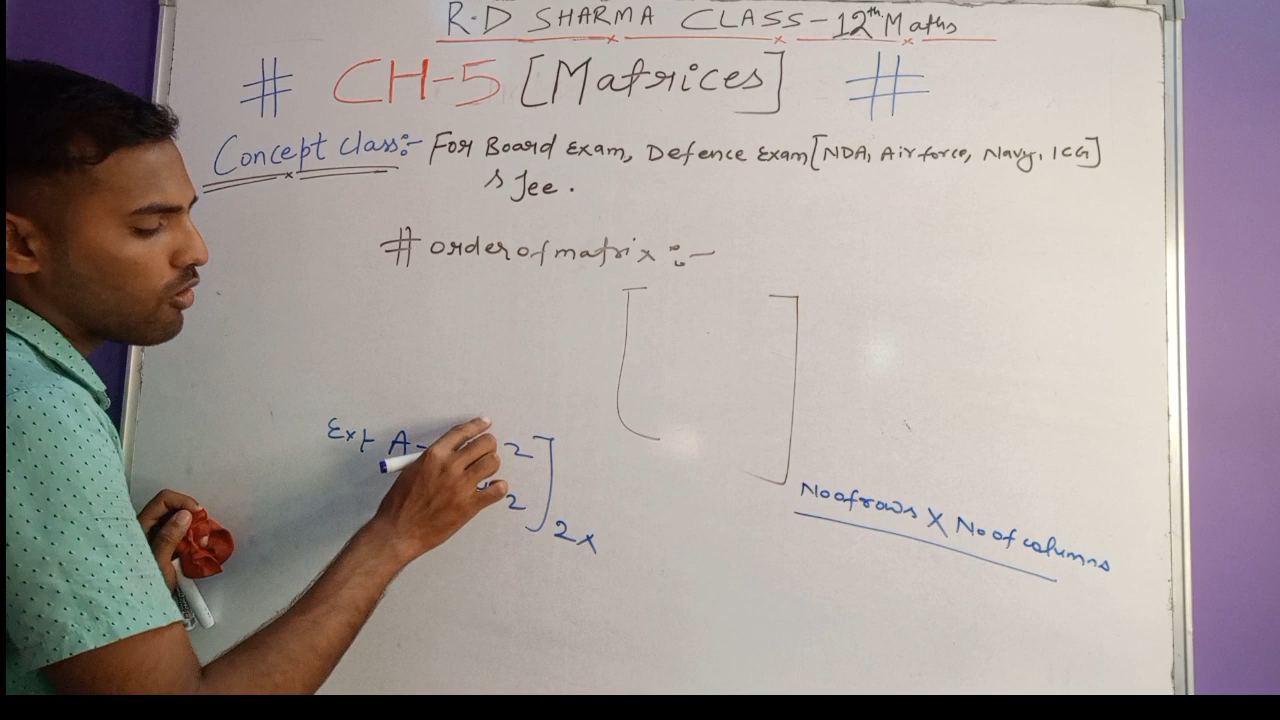 R.D SHARMA CLASS-12th Maths
# CH-5 [Matrices] #
Concept class:- For Board Exam, Defence Exam [NDA, Airforce, Navy, ICG]
& Jee.
# order of matrix :-
Ex:- A= 2
2 ] 2x
No of rows X No of columns